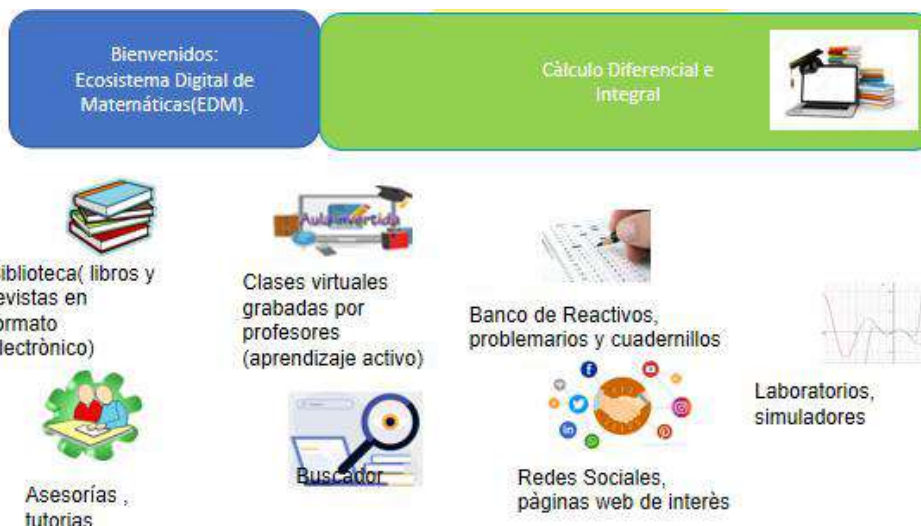 Bienvenidos:
Ecosistema Digital de
Matemáticas(EDM).
Càlculo Diferencial e
Integral
iblioteca( libros y
evistas en
ormato
lectrònico)
Aula invertida
Clases virtuales
grabadas por
profesores
(aprendizaje activo)
Banco de Reactivos,
problemarios y cuadernillos
Laboratorios,
simuladores
Asesorías ,
tutorias
Buscador
Redes Sociales,
pàginas web de interès